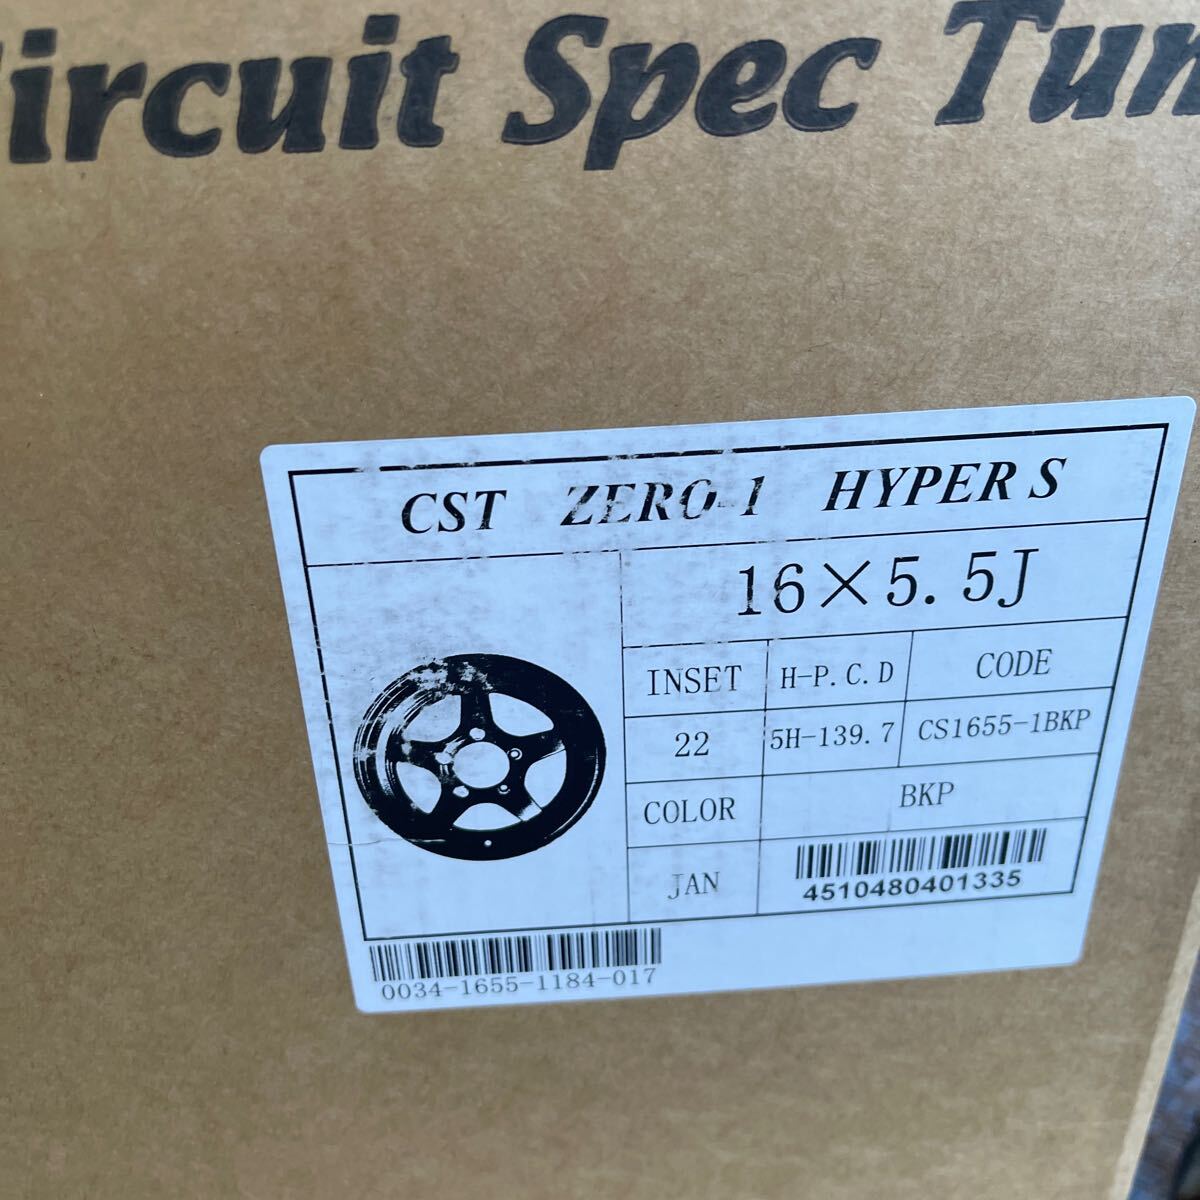 ircuit Spec Tun
CST ZERO-1 HYPER S
16×5.5J
INSET H-P.C.D CODE
22 5H-139.7 CS1655-1BKP
COLOR BKP
JAN 4510480401335
0034-1655-1184-017